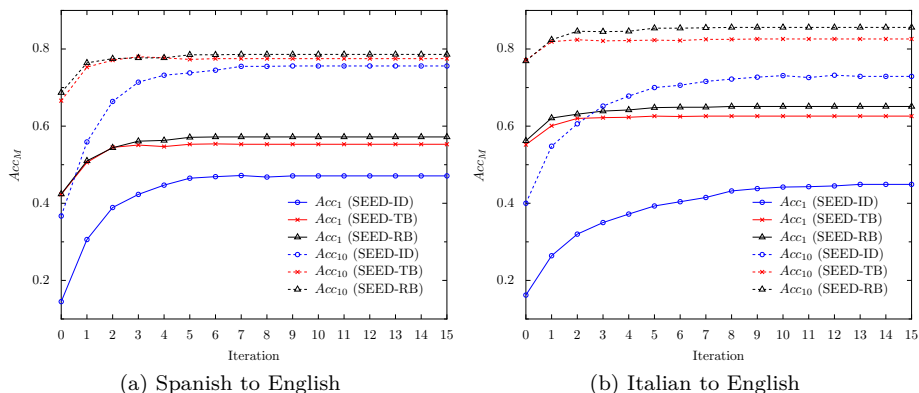 0.8
0.6
0.4
0.2
Acc_M
Acc_1 (SEED-ID)
Acc_1 (SEED-TB)
Acc_1 (SEED-RB)
Acc_10 (SEED-ID)
Acc_10 (SEED-TB)
Acc_10 (SEED-RB)
0 1 2 3 4 5 6 7 8 9 10 11 12 13 14 15
Iteration
(a) Spanish to English
0.8
0.6
0.4
0.2
Acc_M
Acc_1 (SEED-ID)
Acc_1 (SEED-TB)
Acc_1 (SEED-RB)
Acc_10 (SEED-ID)
Acc_10 (SEED-TB)
Acc_10 (SEED-RB)
0 1 2 3 4 5 6 7 8 9 10 11 12 13 14 15
Iteration
(b) Italian to English